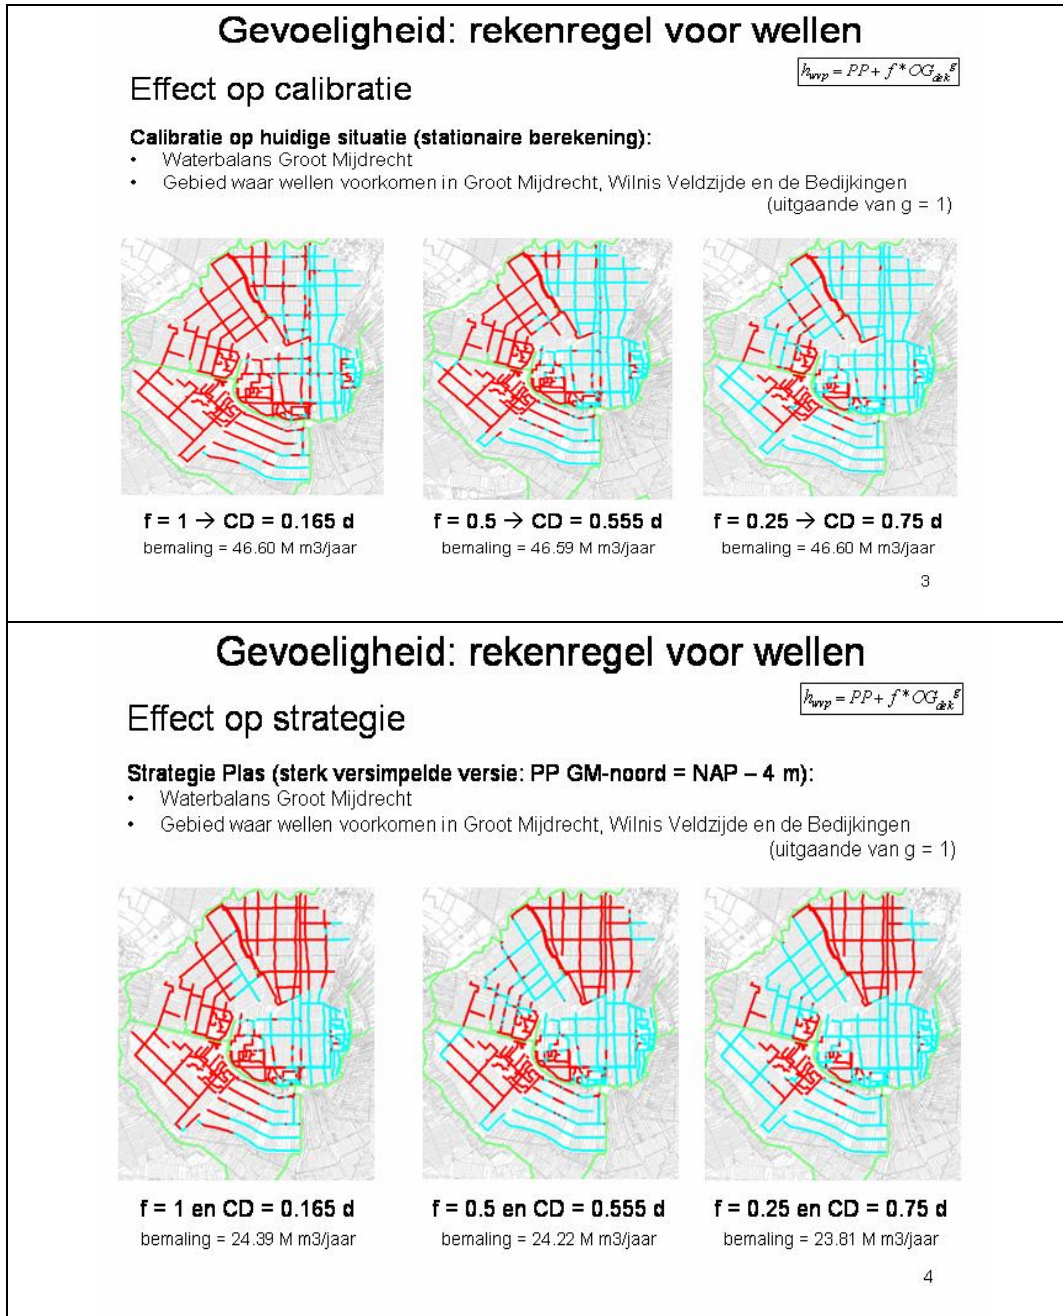 Gevoeligheid: rekenregel voor wellen
h_wvp = PP + f * OG_dek^g
Effect op calibratie
Calibratie op huidige situatie (stationaire berekening):
• Waterbalans Groot Mijdrecht
• Gebied waar wellen voorkomen in Groot Mijdrecht, Wilnis Veldzijde en de Bedijkingen
(uitgaande van g = 1)
f = 1 → CD = 0.165 d
bemaling = 46.60 M m3/jaar
f = 0.5 → CD = 0.555 d
bemaling = 46.59 M m3/jaar
f = 0.25 → CD = 0.75 d
bemaling = 46.60 M m3/jaar
3
Gevoeligheid: rekenregel voor wellen
h_wvp = PP + f * OG_dek^g
Effect op strategie
Strategie Plas (sterk versimpelde versie: PP GM-noord = NAP – 4 m):
• Waterbalans Groot Mijdrecht
• Gebied waar wellen voorkomen in Groot Mijdrecht, Wilnis Veldzijde en de Bedijkingen
(uitgaande van g = 1)
f = 1 en CD = 0.165 d
bemaling = 24.39 M m3/jaar
f = 0.5 en CD = 0.555 d
bemaling = 24.22 M m3/jaar
f = 0.25 en CD = 0.75 d
bemaling = 23.81 M m3/jaar
4